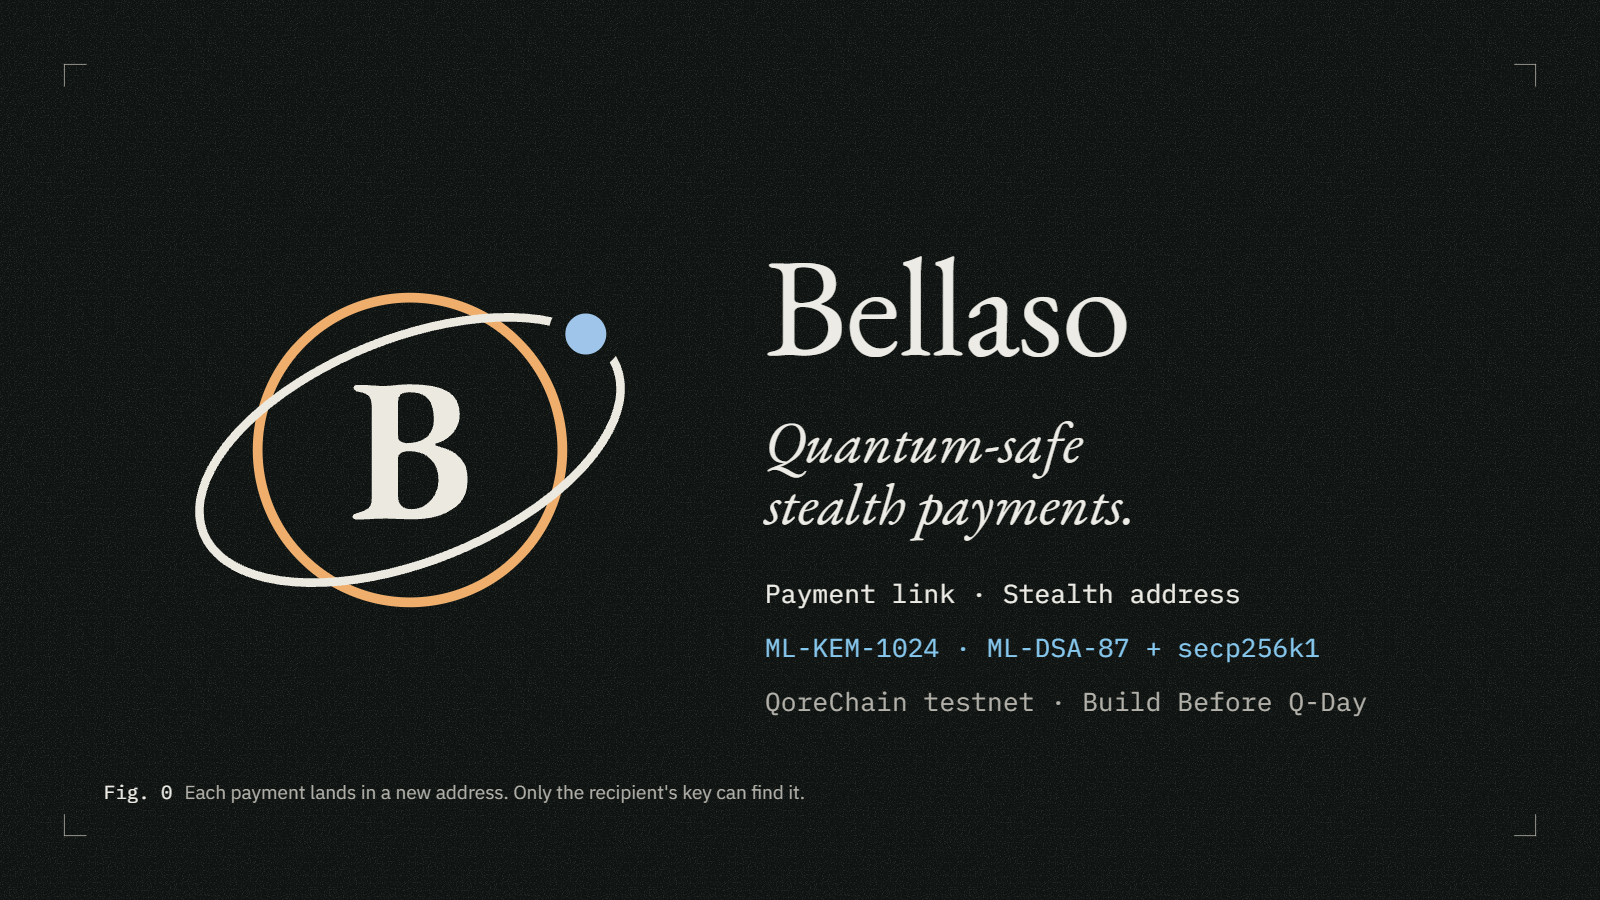 B
Bellaso
Quantum-safe
stealth payments.
Payment link · Stealth address
ML-KEM-1024 · ML-DSA-87 + secp256k1
QoreChain testnet · Build Before Q-Day
Fig. 0 Each payment lands in a new address. Only the recipient's key can find it.